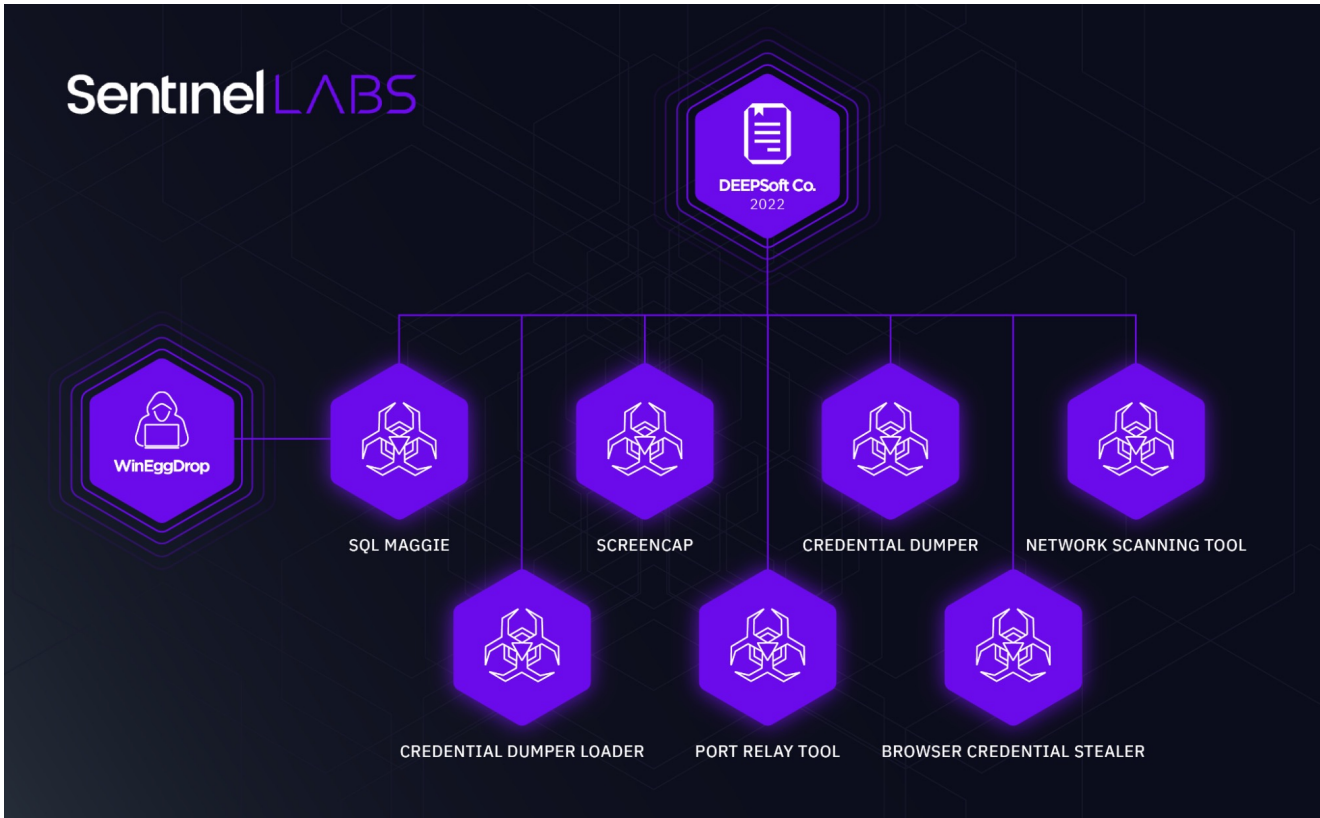 SentinelLABS
DEEPSoft Co.
2022
WinEggDrop
SQL MAGGIE
SCREENCAP
CREDENTIAL DUMPER
NETWORK SCANNING TOOL
CREDENTIAL DUMPER LOADER
PORT RELAY TOOL
BROWSER CREDENTIAL STEALER